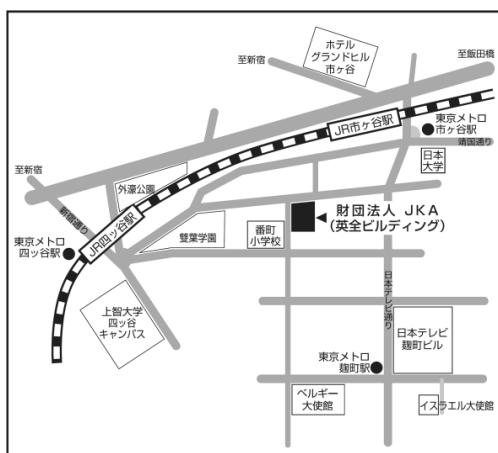 ホテル
グランドヒル
市ヶ谷
至新宿
至飯田橋
JR市ヶ谷駅
東京メトロ
市ヶ谷駅
靖国通り
日本
大学
至新宿
外濠公園
新宿通り
JR四ッ谷駅
東京メトロ
四ッ谷駅
雙葉学園
番町
小学校
財団法人 JKA
(英全ビルディング)
上智大学
四ッ谷
キャンパス
日本テレビ通り
日本テレビ
麹町ビル
東京メトロ
麹町駅
ベルギー
大使館
イスラエル大使館